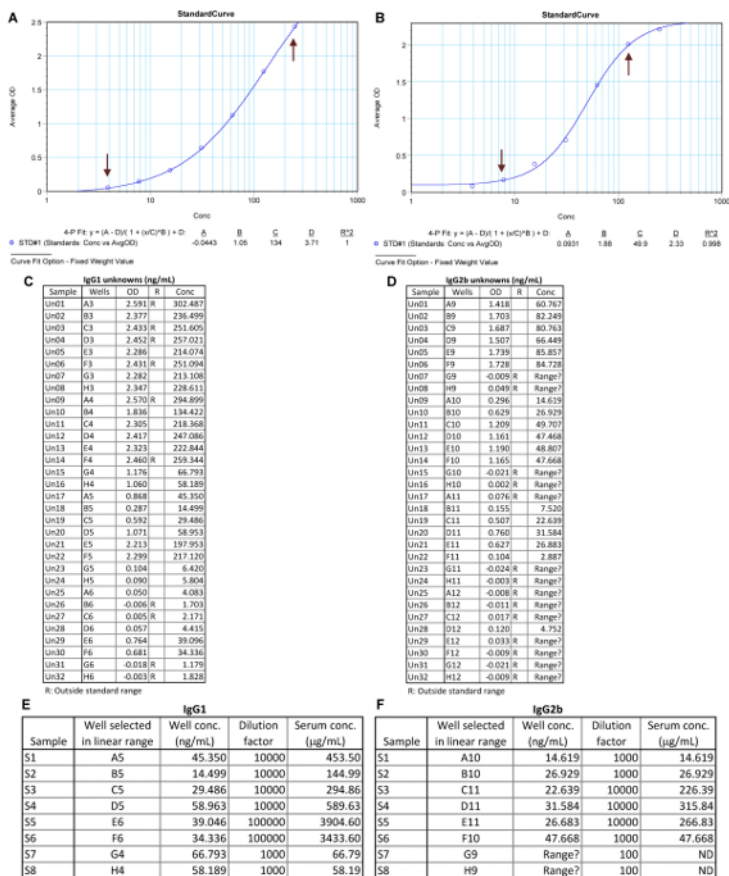 A
StandardCurve
2.5
2
1.5
1
0.5
0
Average OD
1 10 100 1000
Conc
4-P Fit: y = (A - D)/( 1 + (x/C)^B ) + D: A B C D R^2
STD#1 (Standards: Conc vs AvgOD) -0.0443 1.05 134 3.71 1
Curve Fit Option - Fixed Weight Value
B
StandardCurve
2
1.5
1
0.5
0
Average OD
1 10 100 1000
Conc
4-P Fit: y = (A - D)/( 1 + (x/C)^B ) + D: A B C D R^2
STD#1 (Standards: Conc vs AvgOD) 0.0931 1.88 49.9 2.33 0.998
Curve Fit Option - Fixed Weight Value
C
IgG1 unknowns (ng/mL)
Sample Wells OD R Conc
Un01 A3 2.591 R 302.487
Un02 B3 2.377 236.499
Un03 C3 2.433 R 251.605
Un04 D3 2.452 R 257.021
Un05 E3 2.286 214.074
Un06 F3 2.431 R 251.094
Un07 G3 2.282 213.108
Un08 H3 2.347 228.611
Un09 A4 2.570 R 294.899
Un10 B4 1.836 134.422
Un11 C4 2.305 218.368
Un12 D4 2.417 247.086
Un13 E4 2.323 222.844
Un14 F4 2.460 R 259.344
Un15 G4 1.176 66.793
Un16 H4 1.060 58.189
Un17 A5 0.868 45.350
Un18 B5 0.287 14.499
Un19 C5 0.592 29.486
Un20 D5 1.071 58.953
Un21 E5 2.213 197.953
Un22 F5 2.299 217.120
Un23 G5 0.104 6.420
Un24 H5 0.090 5.804
Un25 A6 0.050 4.083
Un26 B6 -0.006 R 1.703
Un27 C6 0.005 R 2.171
Un28 D6 0.057 4.415
Un29 E6 0.764 39.096
Un30 F6 0.681 34.336
Un31 G6 -0.018 R 1.179
Un32 H6 -0.003 R 1.828
R: Outside standard range
D
IgG2b unknowns (ng/mL)
Sample Wells OD R Conc
Un01 A9 1.418 60.767
Un02 B9 1.703 82.249
Un03 C9 1.687 80.763
Un04 D9 1.507 66.449
Un05 E9 1.739 85.857
Un06 F9 1.728 84.728
Un07 G9 -0.009 R Range?
Un08 H9 0.049 R Range?
Un09 A10 0.296 14.619
Un10 B10 0.629 26.929
Un11 C10 1.209 49.707
Un12 D10 1.161 47.468
Un13 E10 1.190 48.807
Un14 F10 1.165 47.668
Un15 G10 -0.021 R Range?
Un16 H10 0.002 R Range?
Un17 A11 0.076 R Range?
Un18 B11 0.155 7.520
Un19 C11 0.507 22.639
Un20 D11 0.760 31.584
Un21 E11 0.627 26.883
Un22 F11 0.104 2.887
Un23 G11 -0.024 R Range?
Un24 H11 -0.003 R Range?
Un25 A12 -0.008 R Range?
Un26 B12 -0.011 R Range?
Un27 C12 0.017 R Range?
Un28 D12 0.120 4.752
Un29 E12 0.033 R Range?
Un30 F12 -0.009 R Range?
Un31 G12 -0.021 R Range?
Un32 H12 -0.009 R Range?
R: Outside standard range
E
IgG1
Well selected Well conc. Dilution Serum conc.
Sample in linear range (ng/mL) factor (µg/mL)
S1 A5 45.350 10000 453.50
S2 B5 14.499 10000 144.99
S3 C5 29.486 10000 294.86
S4 D5 58.963 10000 589.63
S5 E6 39.046 100000 3904.60
S6 F6 34.336 100000 3433.60
S7 G4 66.793 1000 66.79
S8 H4 58.189 1000 58.19
F
IgG2b
Well selected Well conc. Dilution Serum conc.
Sample in linear range (ng/mL) factor (µg/mL)
S1 A10 14.619 1000 14.619
S2 B10 26.929 1000 26.929
S3 C11 22.639 10000 226.39
S4 D11 31.584 10000 315.84
S5 E11 26.683 10000 266.83
S6 F10 47.668 1000 47.668
S7 G9 Range? 100 ND
S8 H9 Range? 100 ND